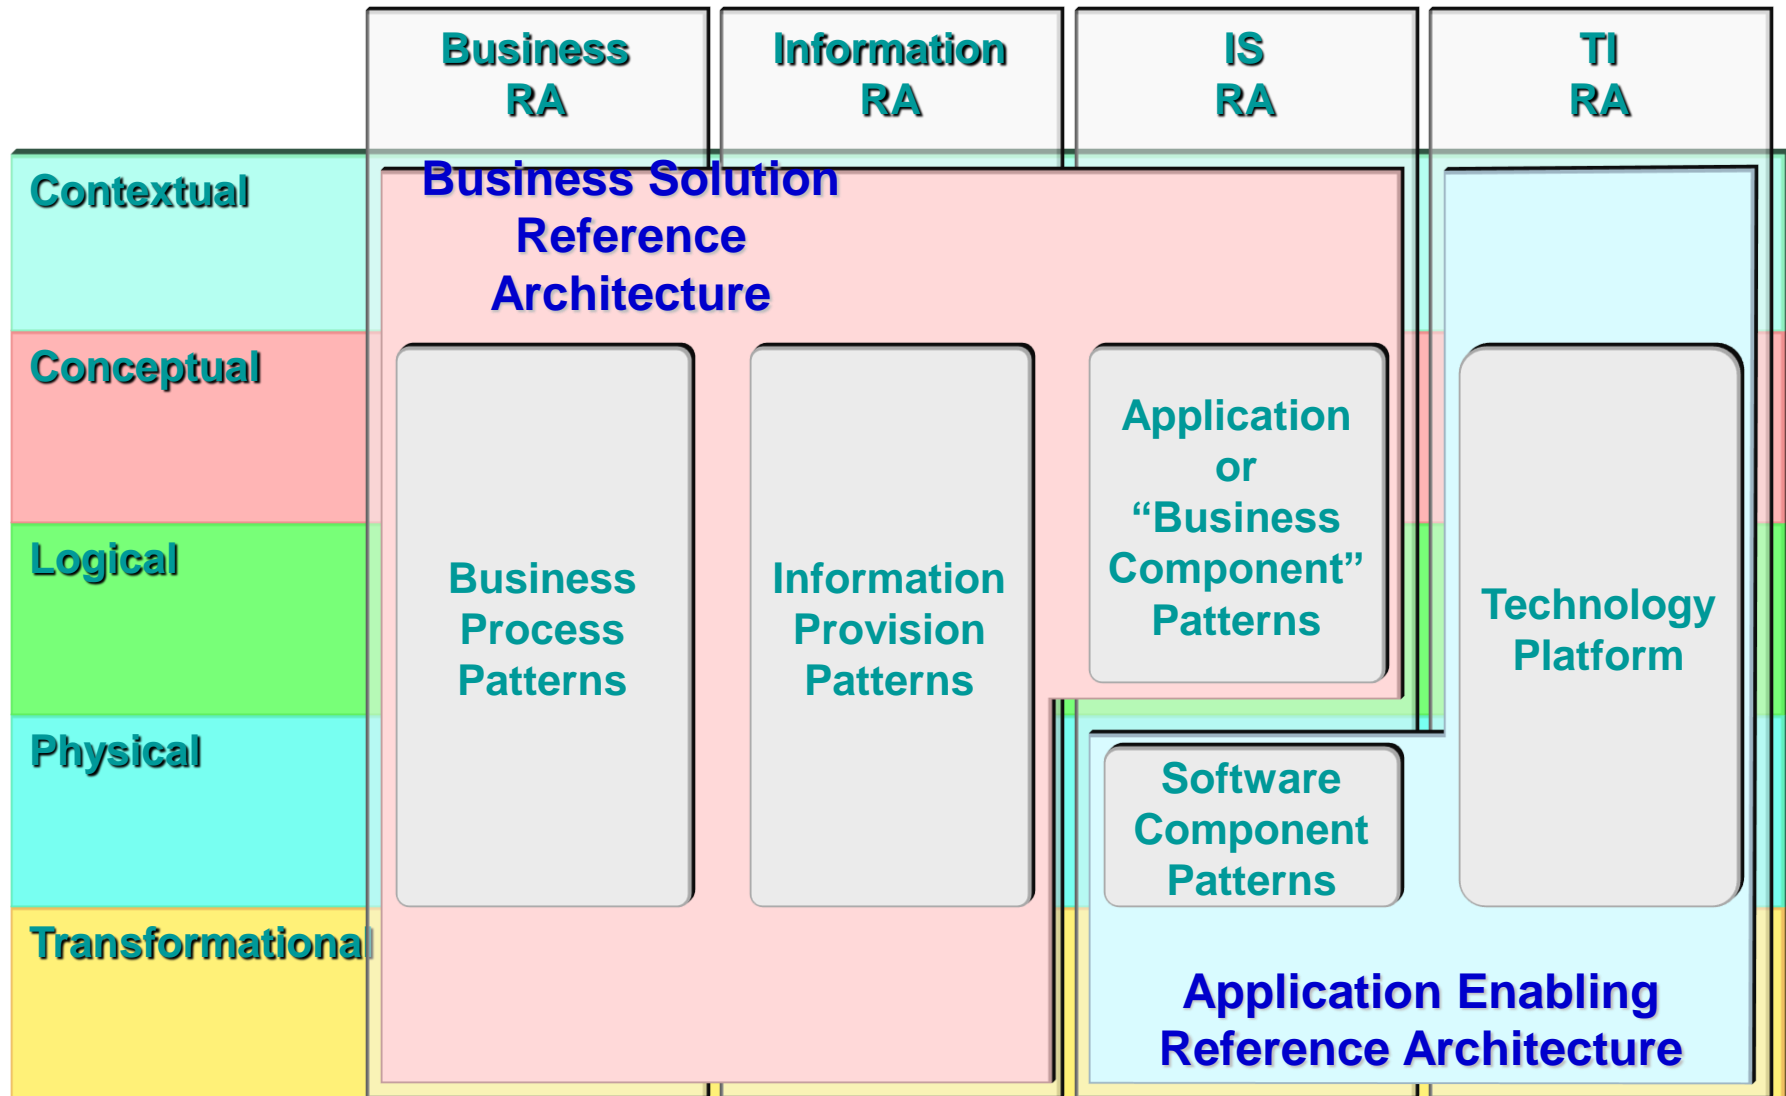 Business
RA
Information
RA
IS
RA
TI
RA
Contextual
Business Solution
Reference
Architecture
Conceptual
Application
or
“Business
Component”
Patterns
Logical
Business
Process
Patterns
Information
Provision
Patterns
Technology
Platform
Physical
Software
Component
Patterns
Transformational
Application Enabling
Reference Architecture